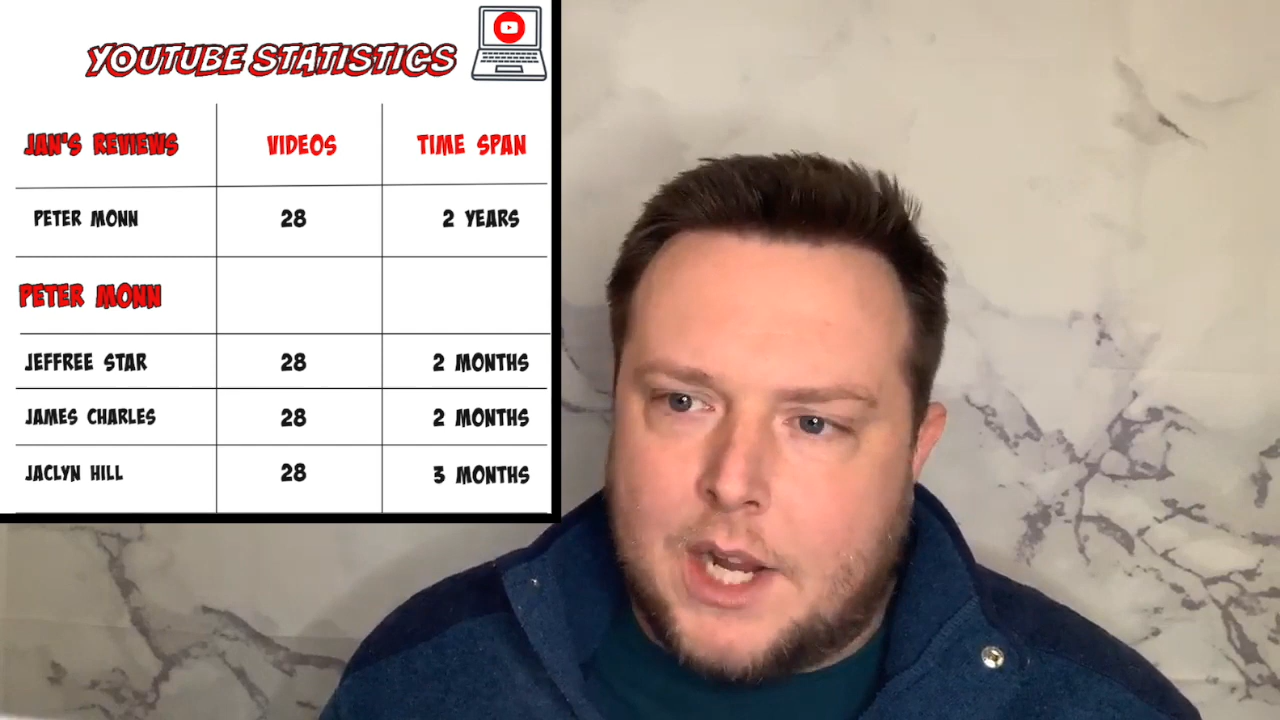 YOUTUBE STATISTICS
JAN'S REVIEWS VIDEOS TIME SPAN
PETER MONN 28 2 YEARS
PETER MONN
JEFFREE STAR 28 2 MONTHS
JAMES CHARLES 28 2 MONTHS
JACLYN HILL 28 3 MONTHS